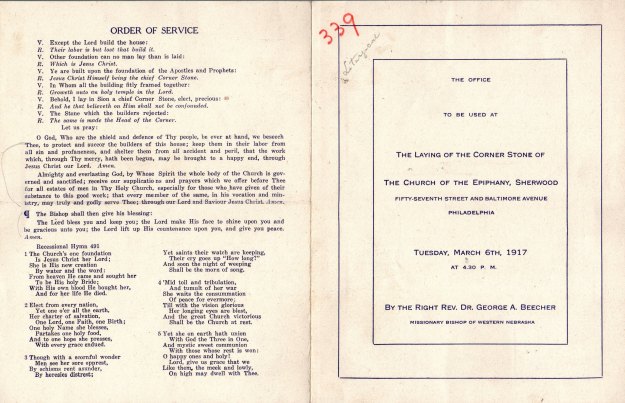 ORDER OF SERVICE
V. Except the Lord build the house:
R. Their labor is but lost that build it.
V. Other foundation can no man lay than is laid:
R. Which is Jesus Christ.
V. Ye are built upon the foundation of the Apostles and Prophets:
R. Jesus Christ Himself being the chief Corner Stone.
V. In Whom all the building fitly framed together:
R. Groweth unto an holy temple in the Lord.
V. Behold, I lay in Sion a chief Corner Stone, elect, precious:
R. And he that believeth on Him shall not be confounded.
V. The Stone which the builders rejected:
R. The same is made the Head of the Corner.
Let us pray:
O God, Who are the shield and defence of Thy people, be ever at hand, we beseech
Thee, to protect and succor the builders of this house; keep them in their labor from
all sin and profaneness, and shelter them from all accident and peril, that the work
which, through Thy mercy, hath been begun, may be brought to a happy end, through
Jesus Christ our Lord. Amen.
Almighty and everlasting God, by Whose Spirit the whole body of the Church is gov-
erned and sanctified; receive our supplications and prayers which we offer before Thee
for all estates of men in Thy Holy Church, especially for those who have given of their
substance to this good work; that every member of the same, in his vocation and min-
istry, may truly and godly serve Thee; through our Lord and Saviour Jesus Christ. Amen.
¶ The Bishop shall then give his blessing:
The Lord bless you and keep you; the Lord make His face to shine upon you and
be gracious unto you; the Lord lift up His countenance upon you, and give you peace.
Amen.
Recessional Hymn 491
1 The Church's one foundation
Is Jesus Christ her Lord;
She is His new creation
By water and the word:
From heaven He came and sought her
To be His holy Bride;
With His own blood He bought her,
And for her life He died.
2 Elect from every nation,
Yet one o'er all the earth,
Her charter of salvation,
One Lord, one Faith, one Birth;
One holy Name she blesses,
Partakes one holy food,
And to one hope she presses,
With every grace endued.
3 Though with a scornful wonder
Men see her sore opprest,
By schisms rent asunder,
By heresies distrest;
Yet saints their watch are keeping,
Their cry goes up "How long?"
And soon the night of weeping
Shall be the morn of song.
4 'Mid toil and tribulation,
And tumult of her war
She waits the consummation
Of peace for evermore;
Till with the vision glorious
Her longing eyes are blest,
And the great Church victorious
Shall be the Church at rest.
5 Yet she on earth hath union
With God the Three in One,
And mystic sweet communion
With those whose rest is won:
O happy ones and holy!
Lord, give us grace that we
Like them, the meek and lowly,
On high may dwell with Thee.
339
THE OFFICE
TO BE USED AT
THE LAYING OF THE CORNER STONE OF
THE CHURCH OF THE EPIPHANY, SHERWOOD
FIFTY-SEVENTH STREET AND BALTIMORE AVENUE
PHILADELPHIA
TUESDAY, MARCH 6TH, 1917
AT 4.30 P. M.
BY THE RIGHT REV. DR. GEORGE A. BEECHER
MISSIONARY BISHOP OF WESTERN NEBRASKA